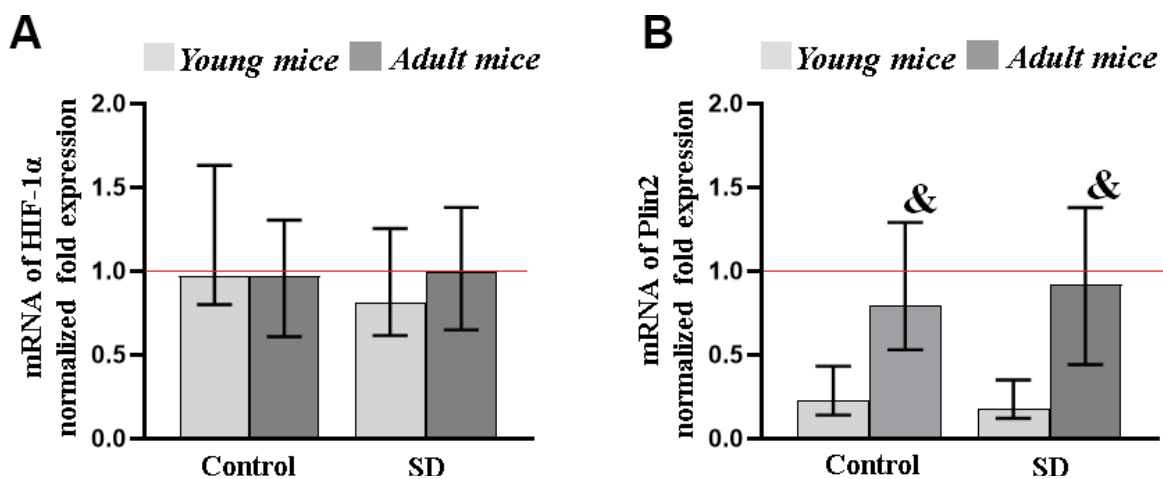 A
Young mice Adult mice
mRNA of HIF-1α
normalized fold expression
2.0
1.5
1.0
0.5
0.0
Control SD
B
Young mice Adult mice
mRNA of Plin2
normalized fold expression
2.0
1.5
1.0
0.5
0.0
& &
Control SD